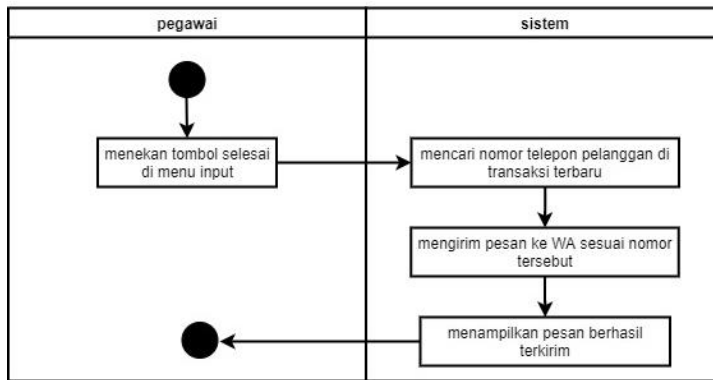 pegawai
sistem
menekan tombol selesai
di menu input
mencari nomor telepon pelanggan di
transaksi terbaru
mengirim pesan ke WA sesuai nomor
tersebut
menampilkan pesan berhasil
terkirim